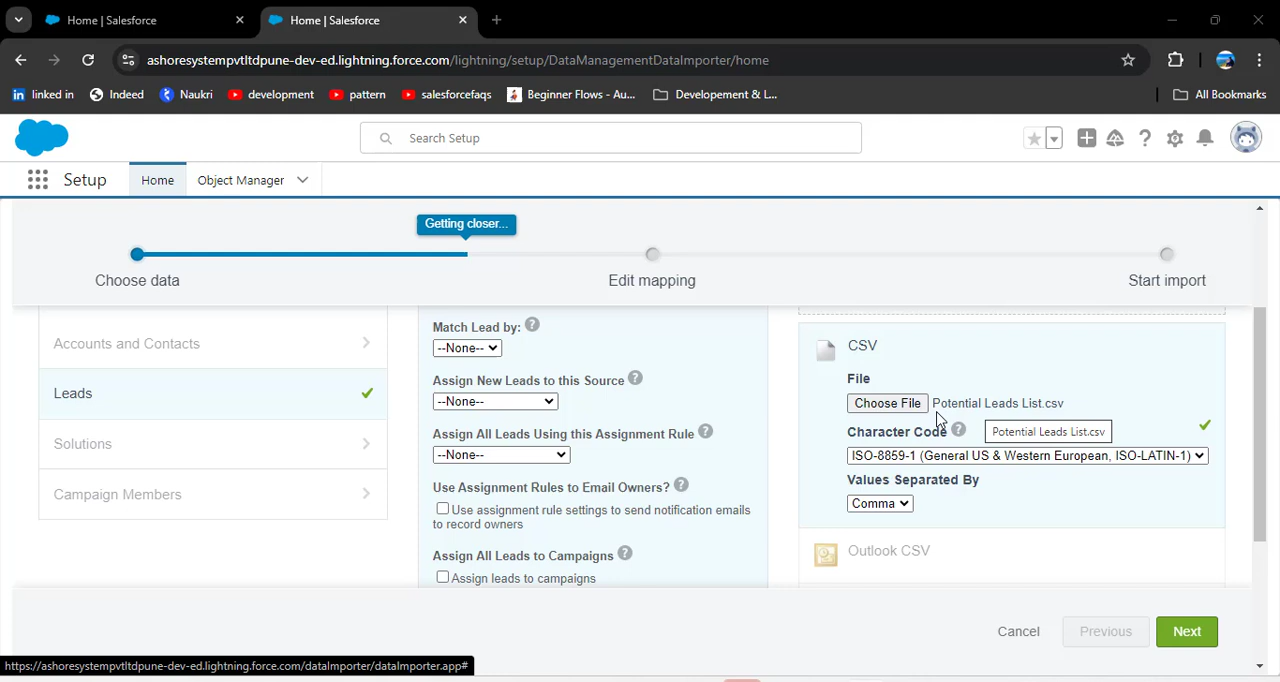 Home | Salesforce
Home | Salesforce
ashoresystempvtltdpune-dev-ed.lightning.force.com/lightning/setup/DataManagementDataImporter/home
linked in
Indeed
Naukri
development
pattern
salesforcefaqs
Beginner Flows - Au...
Developement & L...
All Bookmarks
Search Setup
Setup
Home
Object Manager
Getting closer...
Choose data
Edit mapping
Start import
Accounts and Contacts
Leads
Solutions
Campaign Members
Match Lead by: ?
--None--
Assign New Leads to this Source ?
--None--
Assign All Leads Using this Assignment Rule ?
--None--
Use Assignment Rules to Email Owners? ?
Use assignment rule settings to send notification emails
to record owners
Assign All Leads to Campaigns ?
Assign leads to campaigns
CSV
File
Choose File Potential Leads List.csv
Character Code ?
Potential Leads List.csv
ISO-8859-1 (General US & Western European, ISO-LATIN-1)
Values Separated By
Comma
Outlook CSV
Cancel
Previous
Next
https://ashoresystempvtltdpune-dev-ed.lightning.force.com/dataImporter/dataImporter.app#